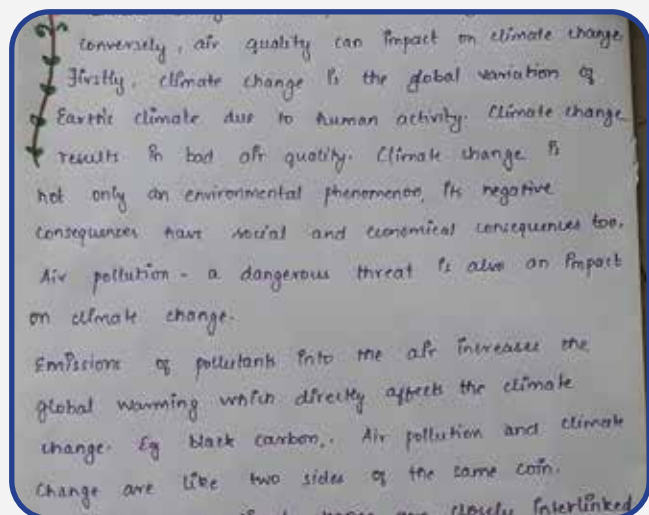 conversely, air quality can impact on climate change
Firstly, climate change is the global variation of
Earth's climate due to human activity. Climate change
results in bad air quality. Climate change is
not only an environmental phenomenon, its negative
consequences have social and economical consequences too.
Air pollution - a dangerous threat is also an impact
on climate change.
Emissions of pollutants into the air increases the
global warming which directly affects the climate
change. Eg black carbon,. Air pollution and climate
change are like two sides of the same coin.
are closely interlinked